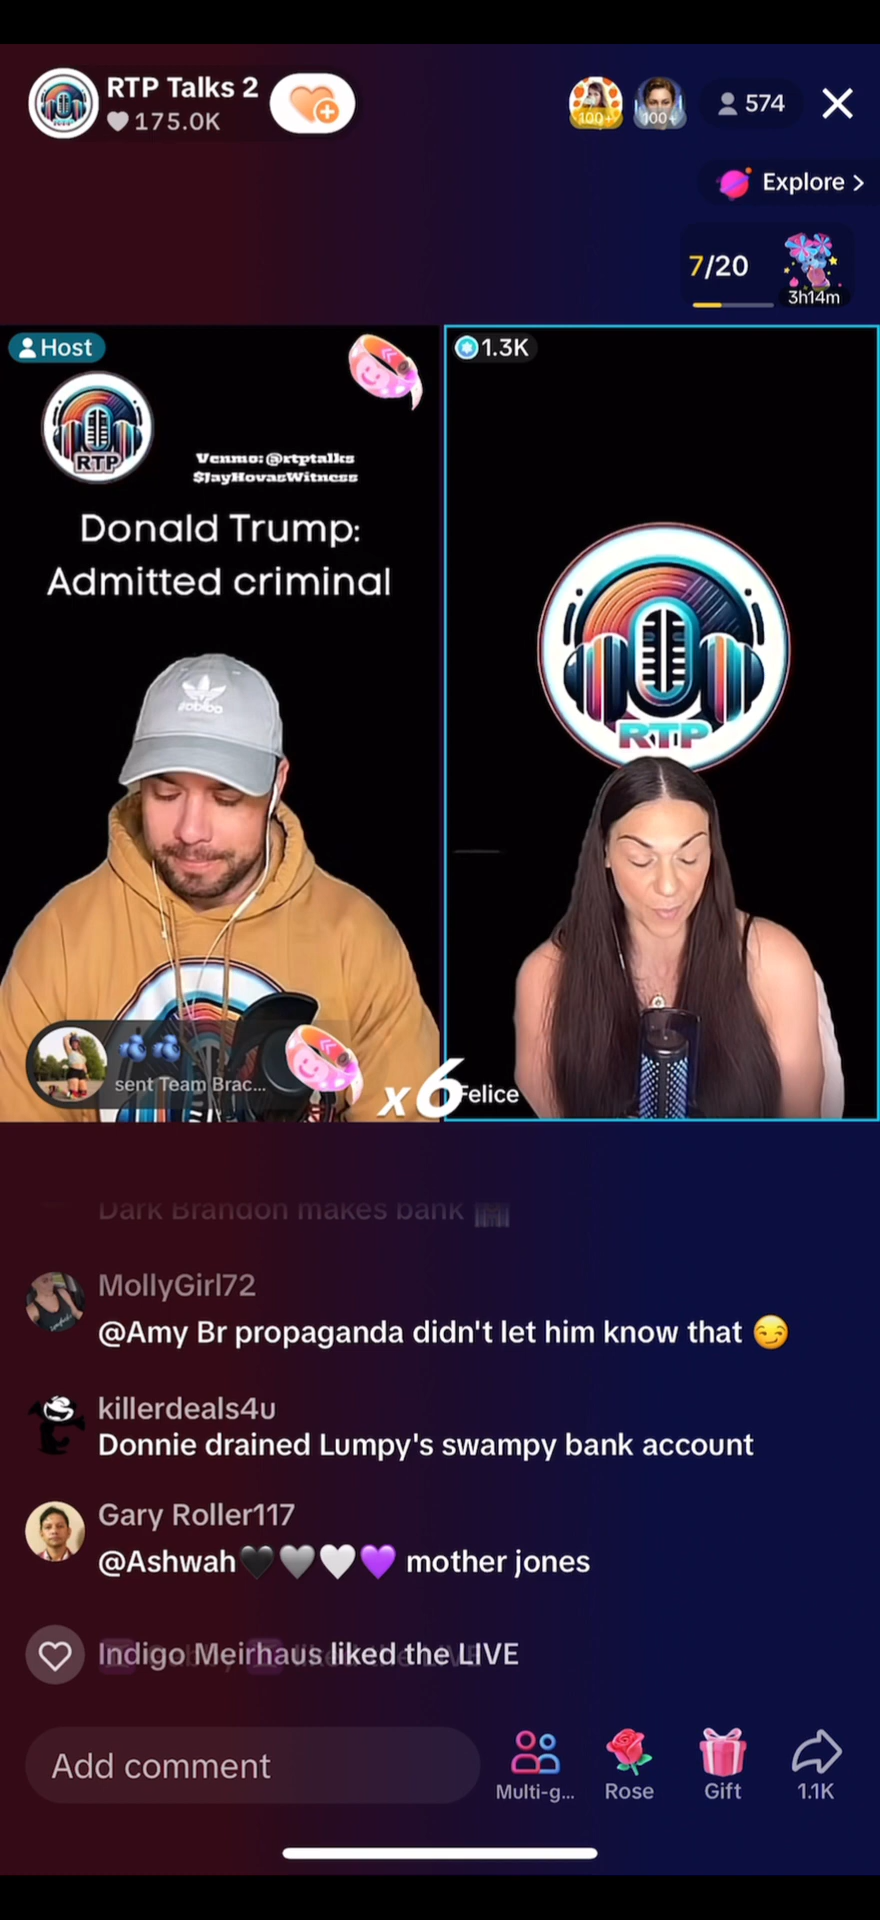 RTP Talks 2
175.0K
100+
100+
574
Explore >
7/20
3h14m
Host
1.3K
RTP
Venmo: @rtptalks
$JayHovasWitness
Donald Trump:
Admitted criminal
RTP
sent Team Brac...
x6
Felice
Dark Brandon makes bank
MollyGirl72
@Amy Br propaganda didn't let him know that 😏
killerdeals4u
Donnie drained Lumpy's swampy bank account
Gary Roller117
@Ashwah🖤🩶🤍💜 mother jones
Indigo Meirhaus liked the LIVE
Add comment
Multi-g...
Rose
Gift
1.1K